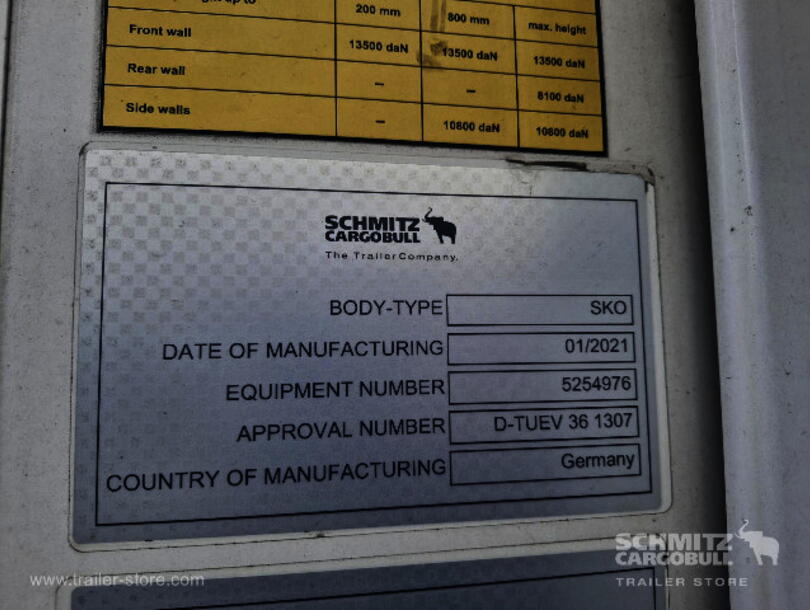 up to 200 mm 800 mm max. height
Front wall 13500 daN 13500 daN 13500 daN
Rear wall – – 8100 daN
Side walls – 10800 daN 10800 daN
SCHMITZ
CARGOBULL
The Trailer Company.
BODY-TYPE SKO
DATE OF MANUFACTURING 01/2021
EQUIPMENT NUMBER 5254976
APPROVAL NUMBER D-TUEV 36 1307
COUNTRY OF MANUFACTURING Germany
SCHMITZ
CARGOBULL
TRAILER STORE
www.trailer-store.com